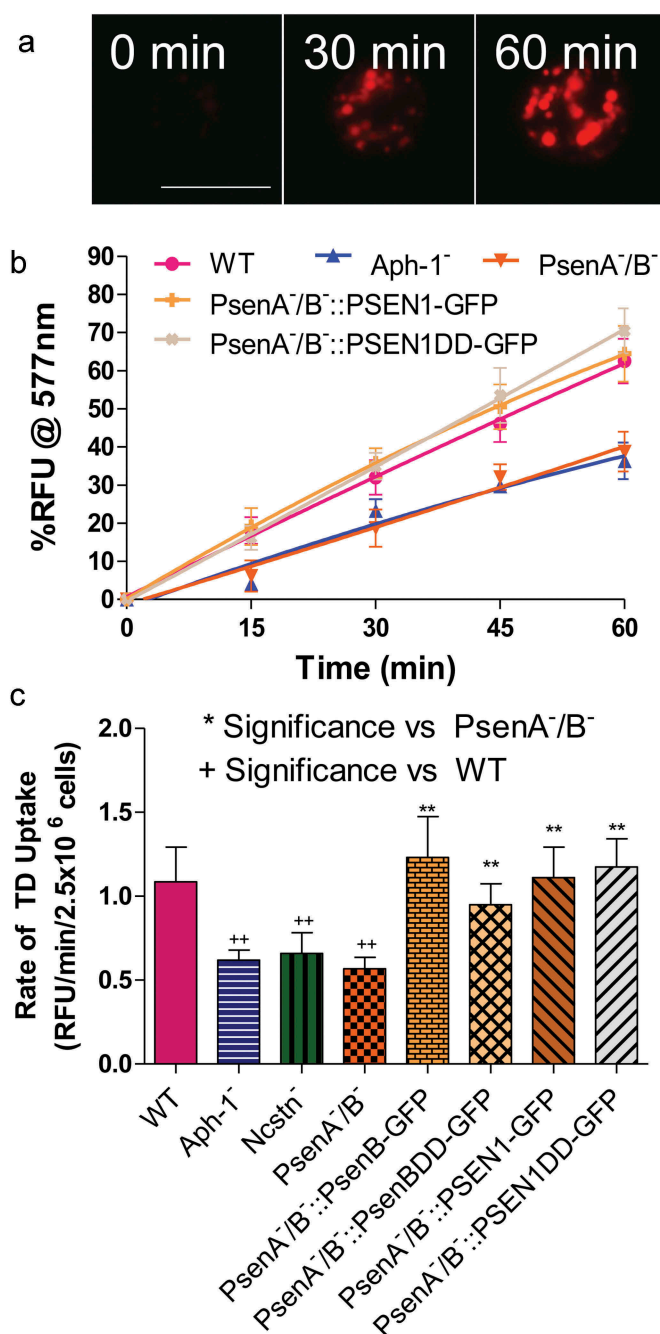 a
0 min 30 min 60 min
b
WT Aph-1⁻ PsenA⁻/B⁻
PsenA⁻/B⁻::PSEN1-GFP
PsenA⁻/B⁻::PSEN1DD-GFP
%RFU @ 577nm
90
80
70
60
50
40
30
20
10
0
0 15 30 45 60
Time (min)
c
* Significance vs PsenA⁻/B⁻
+ Significance vs WT
Rate of TD Uptake
(RFU/min/2.5x10⁶ cells)
2.0
1.5
1.0
0.5
0.0
++ ++ ++ ** ** ** **
WT
Aph-1⁻
Ncstn⁻
PsenA⁻/B⁻
PsenA⁻/B⁻::PsenB-GFP
PsenA⁻/B⁻::PsenBDD-GFP
PsenA⁻/B⁻::PSEN1-GFP
PsenA⁻/B⁻::PSEN1DD-GFP